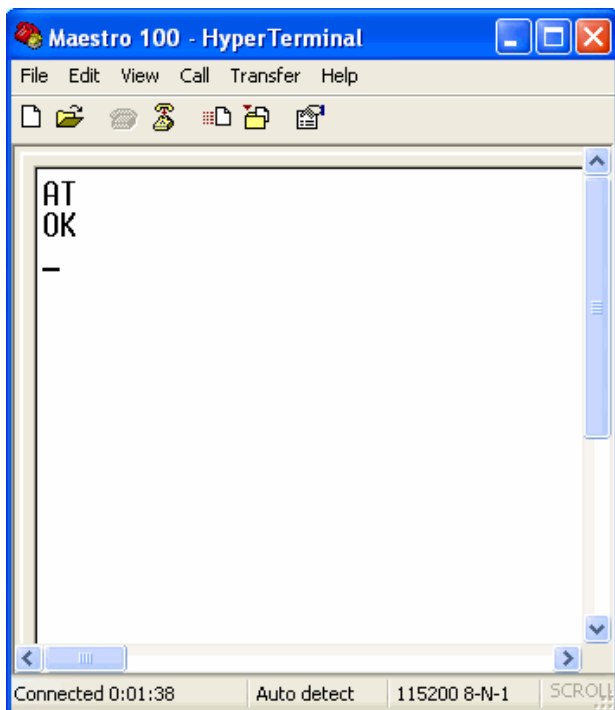 Maestro 100 - HyperTerminal
File Edit View Call Transfer Help
AT
OK
_
Connected 0:01:38 Auto detect 115200 8-N-1 SCROLL